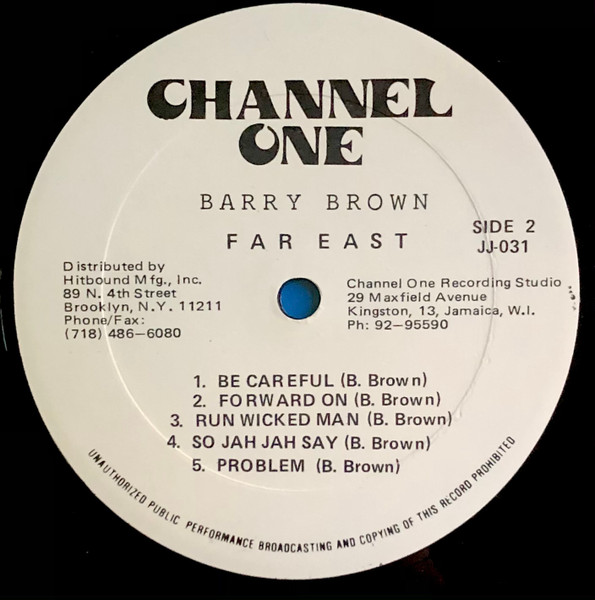 CHANNEL
ONE
BARRY BROWN
FAR EAST
SIDE 2
JJ-031
Distributed by
Hitbound Mfg., Inc.
89 N. 4th Street
Brooklyn, N.Y. 11211
Phone/Fax:
(718) 486-6080
Channel One Recording Studio
29 Maxfield Avenue
Kingston, 13, Jamaica, W.I.
Ph: 92-95590
1. BE CAREFUL (B. Brown)
2. FORWARD ON (B. Brown)
3. RUN WICKED MAN (B. Brown)
4. SO JAH JAH SAY (B. Brown)
5. PROBLEM (B. Brown)
UNAUTHORIZED PUBLIC PERFORMANCE BROADCASTING AND COPYING OF THIS RECORD PROHIBITED